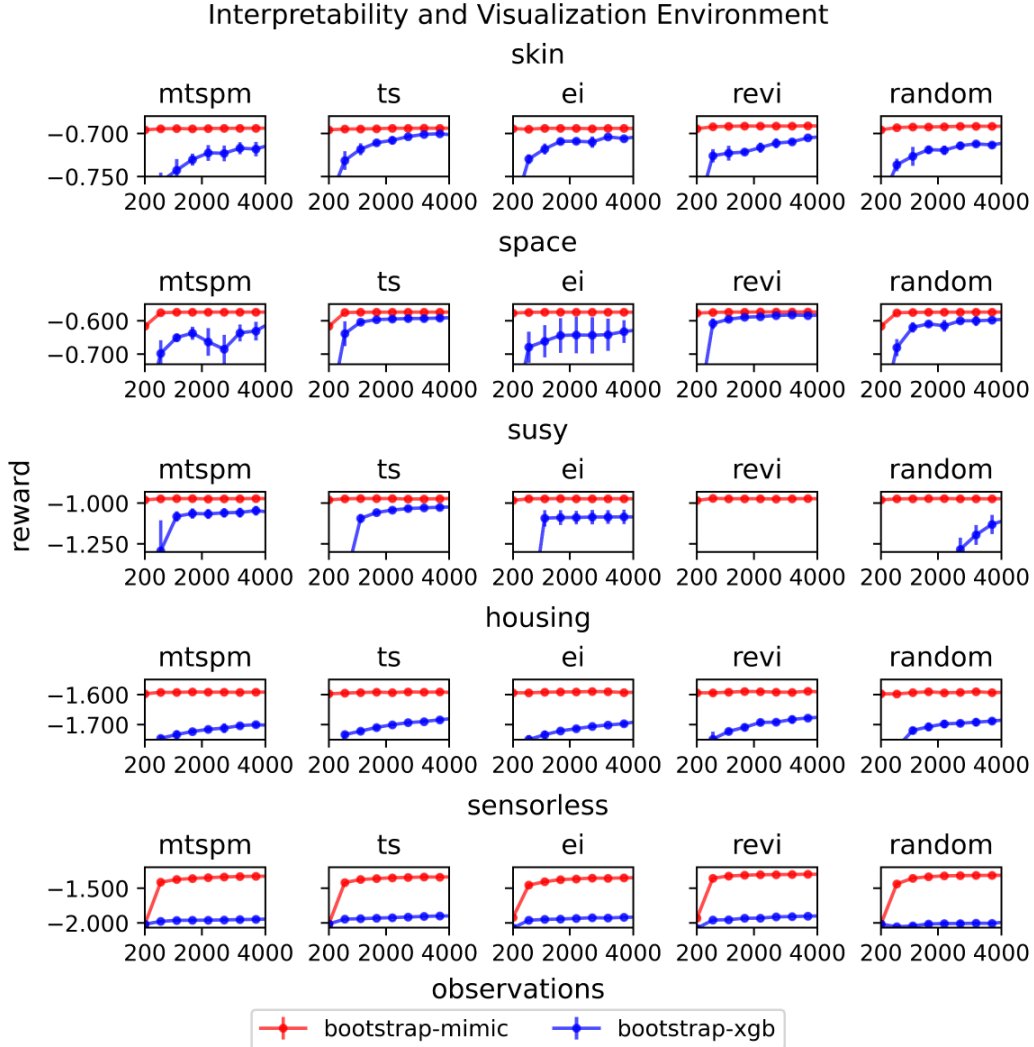 Interpretability and Visualization Environment
skin
mtspm ts ei revi random
−0.700
−0.750
200 2000 4000 200 2000 4000 200 2000 4000 200 2000 4000 200 2000 4000
space
mtspm ts ei revi random
−0.600
−0.700
200 2000 4000 200 2000 4000 200 2000 4000 200 2000 4000 200 2000 4000
susy
mtspm ts ei revi random
reward
−1.000
−1.250
200 2000 4000 200 2000 4000 200 2000 4000 200 2000 4000 200 2000 4000
housing
mtspm ts ei revi random
−1.600
−1.700
200 2000 4000 200 2000 4000 200 2000 4000 200 2000 4000 200 2000 4000
sensorless
mtspm ts ei revi random
−1.500
−2.000
200 2000 4000 200 2000 4000 200 2000 4000 200 2000 4000 200 2000 4000
observations
bootstrap-mimic bootstrap-xgb